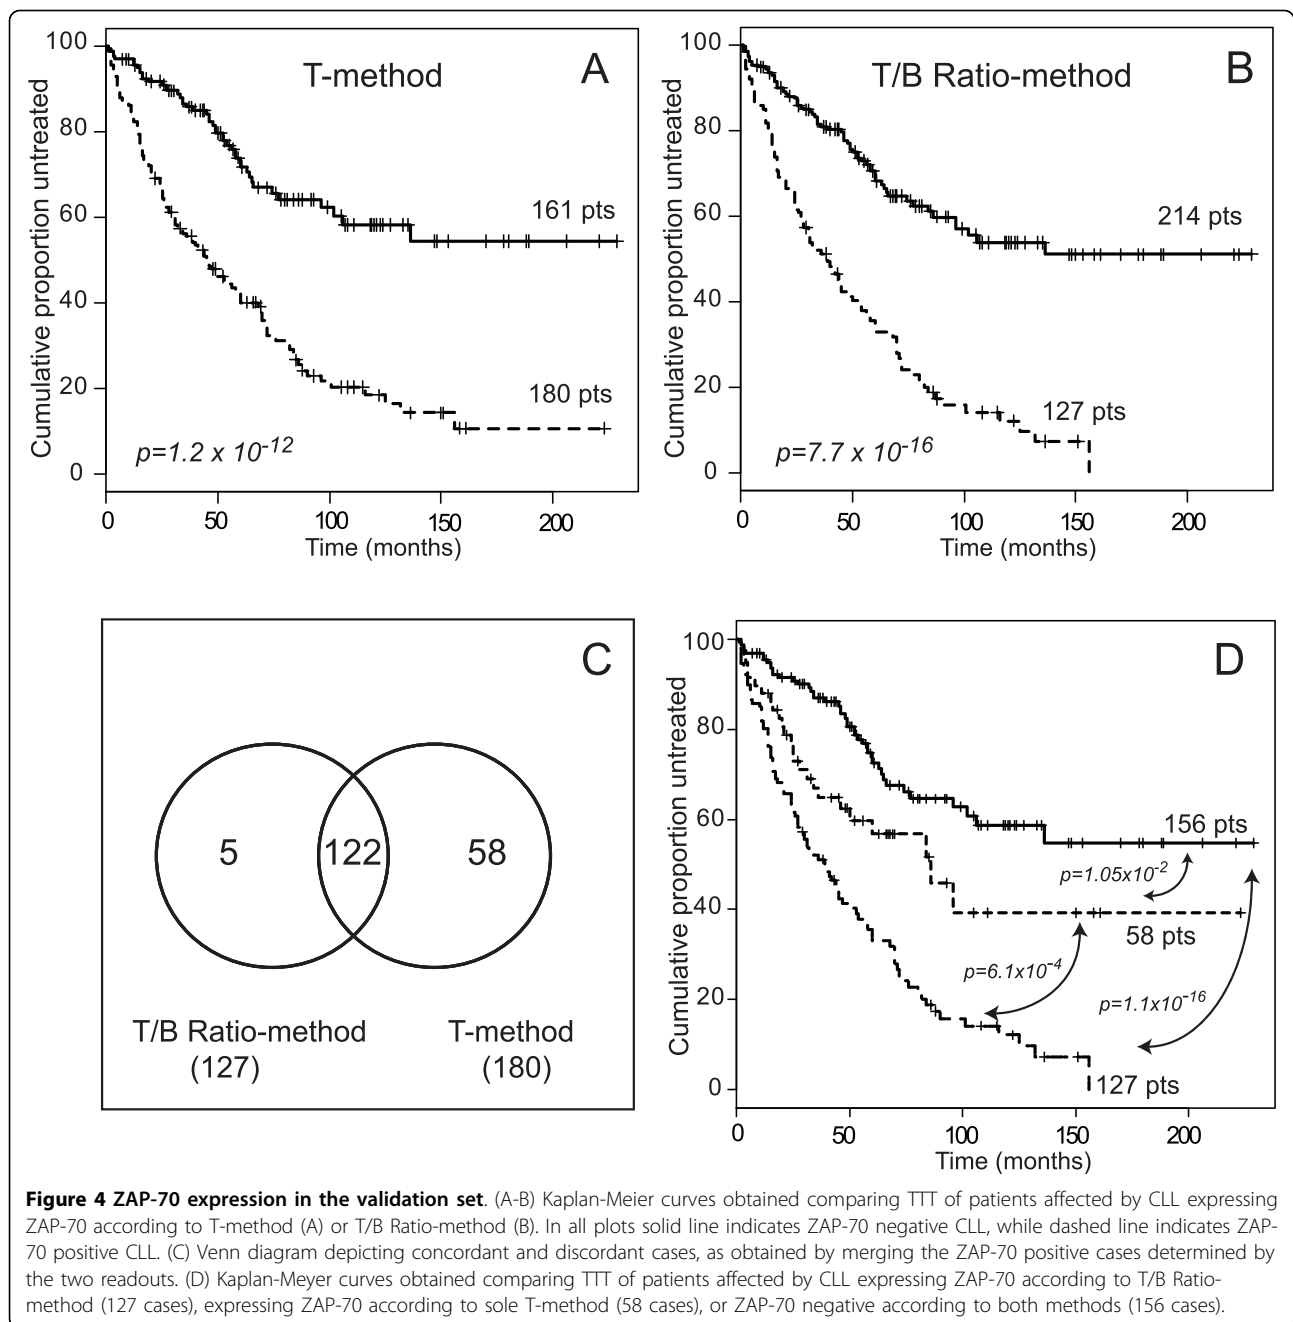 T-method
A
100
80
60
40
20
0
Cumulative proportion untreated
161 pts
180 pts
p=1.2 x 10-12
0
50
100
150
200
Time (months)
T/B Ratio-method
B
100
80
60
40
20
0
Cumulative proportion untreated
214 pts
127 pts
p=7.7 x 10-16
0
50
100
150
200
Time (months)
C
5
122
58
T/B Ratio-method
(127)
T-method
(180)
D
100
80
60
40
20
0
Cumulative proportion untreated
156 pts
p=1.05x10-2
58 pts
p=6.1x10-4
p=1.1x10-16
127 pts
0
50
100
150
200
Time (months)
Figure 4 ZAP-70 expression in the validation set. (A-B) Kaplan-Meier curves obtained comparing TTT of patients affected by CLL expressing
ZAP-70 according to T-method (A) or T/B Ratio-method (B). In all plots solid line indicates ZAP-70 negative CLL, while dashed line indicates ZAP-
70 positive CLL. (C) Venn diagram depicting concordant and discordant cases, as obtained by merging the ZAP-70 positive cases determined by
the two readouts. (D) Kaplan-Meyer curves obtained comparing TTT of patients affected by CLL expressing ZAP-70 according to T/B Ratio-
method (127 cases), expressing ZAP-70 according to sole T-method (58 cases), or ZAP-70 negative according to both methods (156 cases).